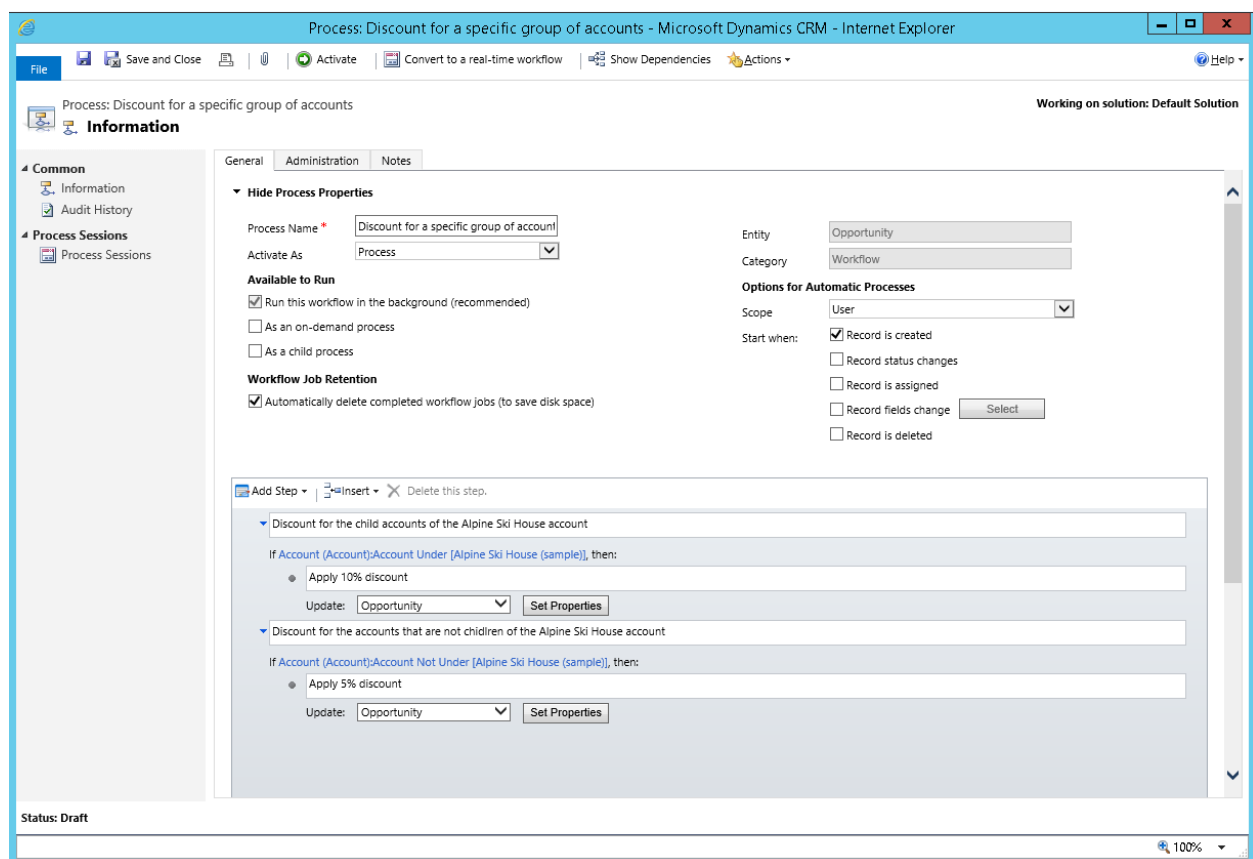 Process: Discount for a specific group of accounts - Microsoft Dynamics CRM - Internet Explorer
File Save and Close Activate Convert to a real-time workflow Show Dependencies Actions Help
Process: Discount for a specific group of accounts
Information
Working on solution: Default Solution
Common
Information
Audit History
Process Sessions
Process Sessions
General Administration Notes
Hide Process Properties
Process Name * Discount for a specific group of account
Activate As Process
Available to Run
Run this workflow in the background (recommended)
As an on-demand process
As a child process
Workflow Job Retention
Automatically delete completed workflow jobs (to save disk space)
Entity Opportunity
Category Workflow
Options for Automatic Processes
Scope User
Start when: Record is created
Record status changes
Record is assigned
Record fields change Select
Record is deleted
Add Step Insert Delete this step.
Discount for the child accounts of the Alpine Ski House account
If Account (Account):Account Under [Alpine Ski House (sample)], then:
Apply 10% discount
Update: Opportunity Set Properties
Discount for the accounts that are not chidlren of the Alpine Ski House account
If Account (Account):Account Not Under [Alpine Ski House (sample)], then:
Apply 5% discount
Update: Opportunity Set Properties
Status: Draft
100%